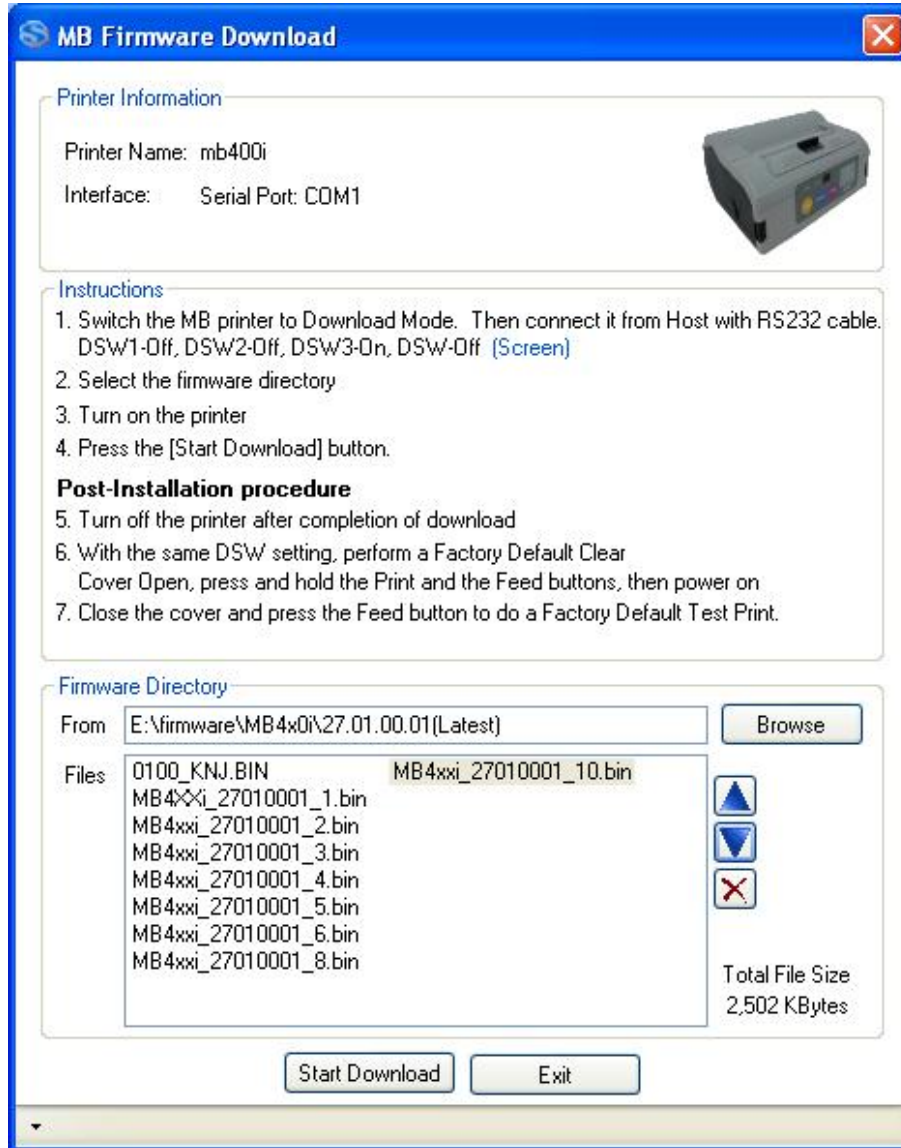 MB Firmware Download
Printer Information
Printer Name: mb400i
Interface: Serial Port: COM1
Instructions
1. Switch the MB printer to Download Mode. Then connect it from Host with RS232 cable.
DSW1-Off, DSW2-Off, DSW3-On, DSW-Off (Screen)
2. Select the firmware directory
3. Turn on the printer
4. Press the [Start Download] button.
Post-Installation procedure
5. Turn off the printer after completion of download
6. With the same DSW setting, perform a Factory Default Clear
Cover Open, press and hold the Print and the Feed buttons, then power on
7. Close the cover and press the Feed button to do a Factory Default Test Print.
Firmware Directory
From E:\firmware\MB4x0i\27.01.00.01(Latest) Browse
Files 0100_KNJ.BIN MB4xxi_27010001_10.bin
MB4XXi_27010001_1.bin
MB4xxi_27010001_2.bin
MB4xxi_27010001_3.bin
MB4xxi_27010001_4.bin
MB4xxi_27010001_5.bin
MB4xxi_27010001_6.bin
MB4xxi_27010001_8.bin
Total File Size
2,502 KBytes
Start Download Exit